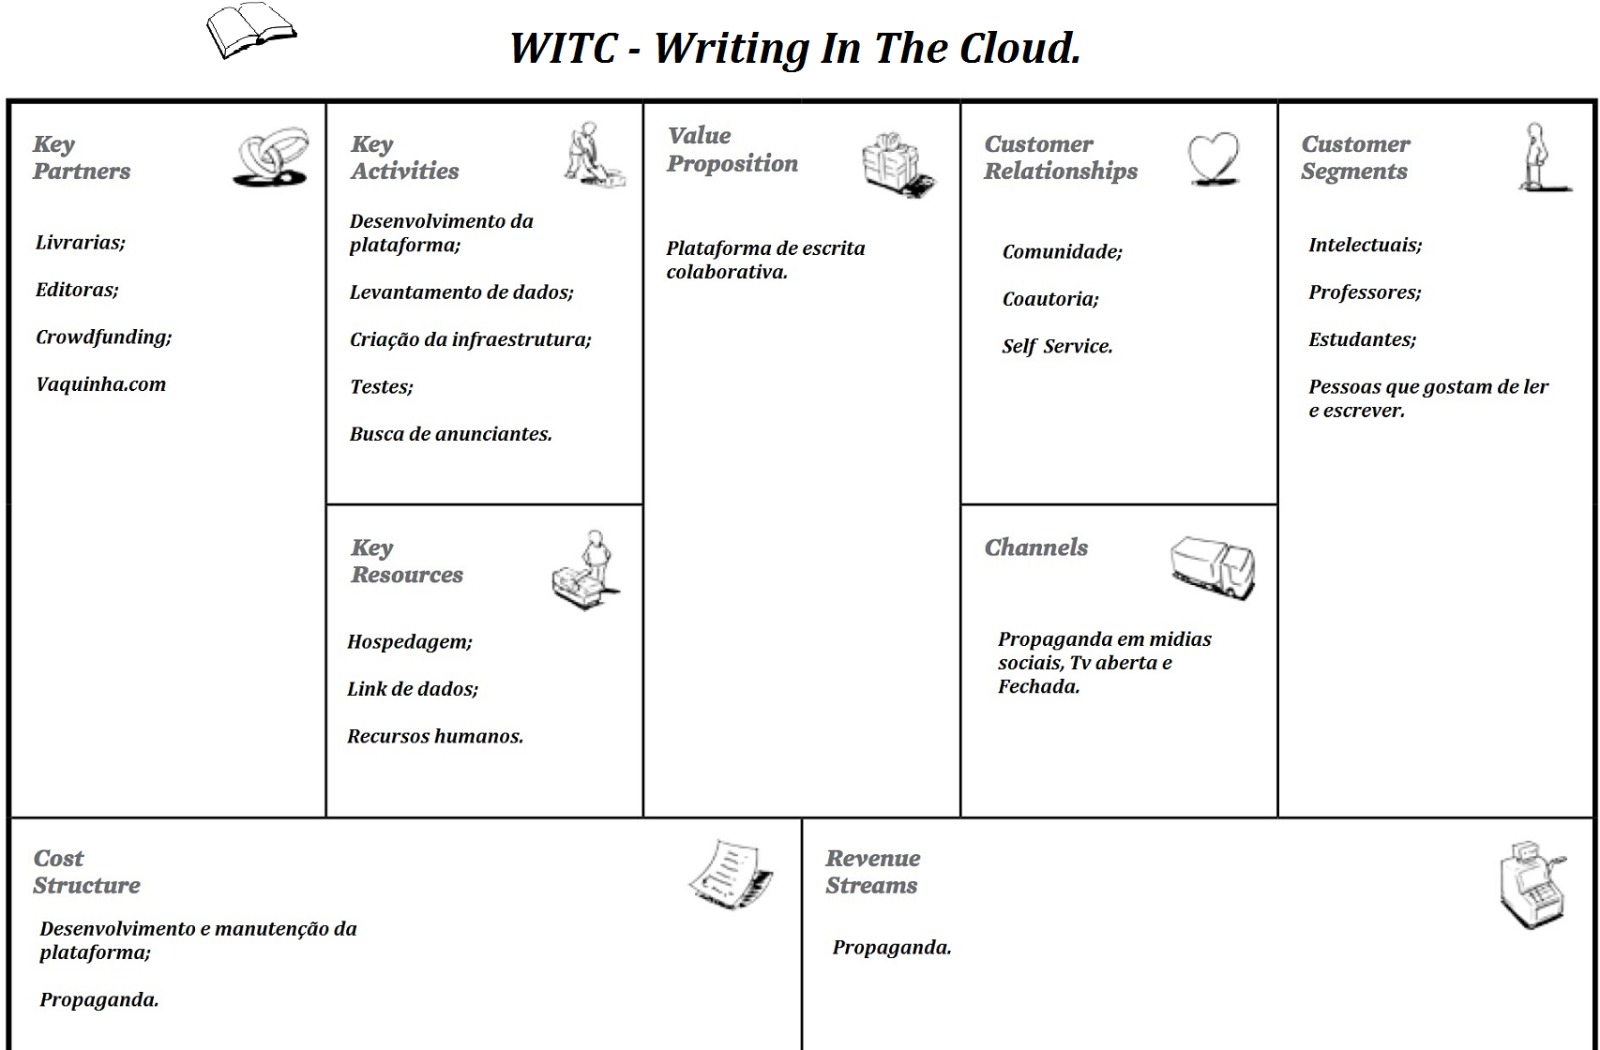 WITC - Writing In The Cloud.
Key
Partners
Livrarias;
Editoras;
Crowdfunding;
Vaquinha.com
Key
Activities
Desenvolvimento da
plataforma;
Levantamento de dados;
Criação da infraestrutura;
Testes;
Busca de anunciantes.
Key
Resources
Hospedagem;
Link de dados;
Recursos humanos.
Value
Proposition
Plataforma de escrita
colaborativa.
Customer
Relationships
Comunidade;
Coautoria;
Self Service.
Channels
Propaganda em midias
sociais, Tv aberta e
Fechada.
Customer
Segments
Intelectuais;
Professores;
Estudantes;
Pessoas que gostam de ler
e escrever.
Cost
Structure
Desenvolvimento e manutenção da
plataforma;
Propaganda.
Revenue
Streams
Propaganda.